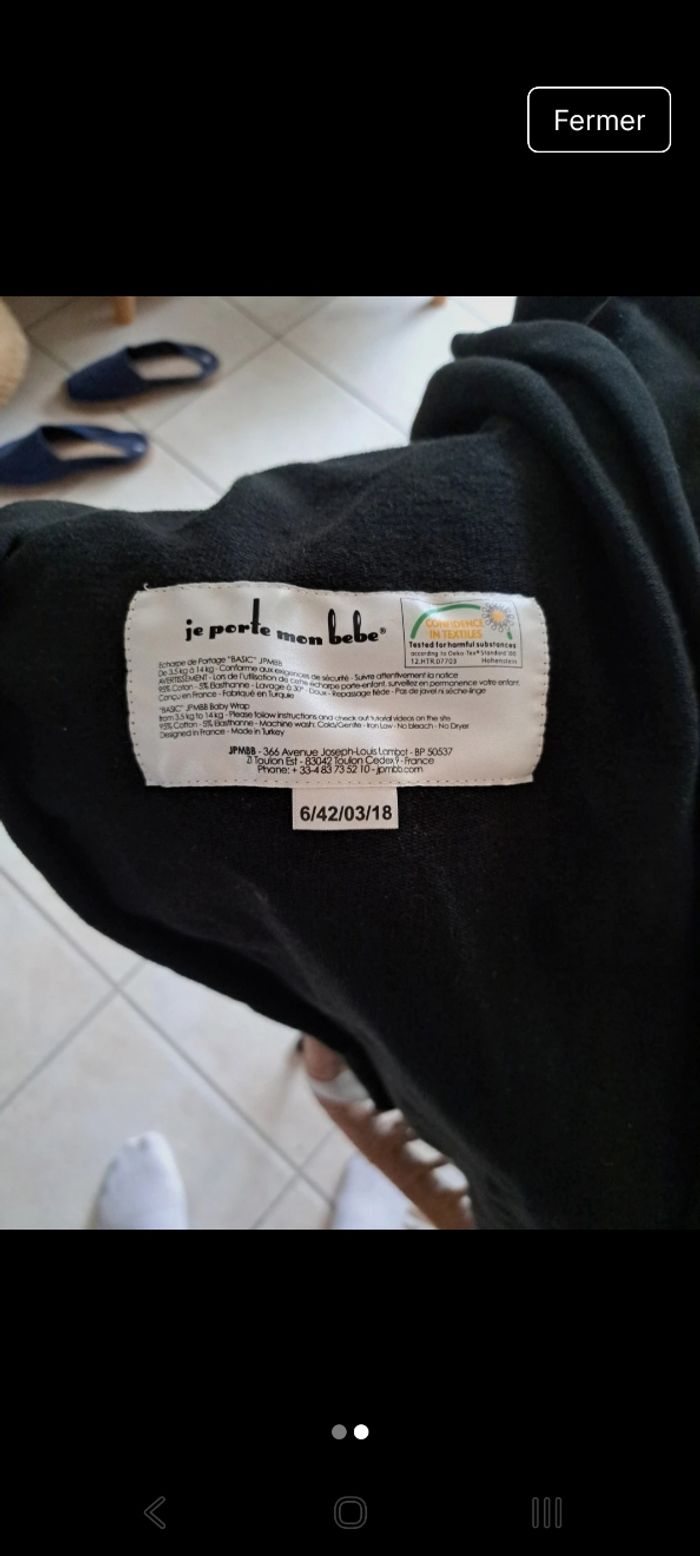 Fermer
je porte mon bebe®
CONFIDENCE
IN TEXTILES
Tested for harmful substances
according to Oeko-Tex® Standard 100
12.HTR.07703 Hohenstein
Echarpe de Portage "BASIC" JPMBB
De 3.5 kg à 14 kg - Conforme aux exigences de sécurité - Suivre attentivement la notice
AVERTISSEMENT - Lors de l'utilisation de cette écharpe porte-enfant, surveillez en permanence votre enfant
95% Coton - 5% Elasthanne - Lavage à 30° - Doux - Repassage tiède - Pas de javel ni sèche-linge
Conçu en France - Fabriqué en Turquie
"BASIC" JPMBB Baby Wrap
from 3.5 kg to 14 kg - Please follow instructions and check out tutorial videos on the site
95% Cotton - 5% Elasthanne - Machine wash: Cold/Gentle - Iron Low - No bleach - No Dryer
Designed in France - Made in Turkey
JPMBB - 366 Avenue Joseph-Louis Lambot - BP 50537
ZI Toulon Est - 83042 Toulon Cedex 9 - France
Phone: + 33-4 83 73 52 10 - jpmbb.com
6/42/03/18